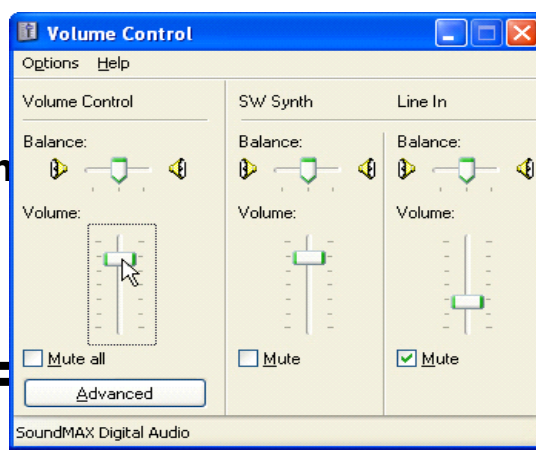 Volume Control
Options Help
Volume Control SW Synth Line In
Balance: Balance: Balance:
Volume: Volume: Volume:
Mute all Mute Mute
Advanced
SoundMAX Digital Audio